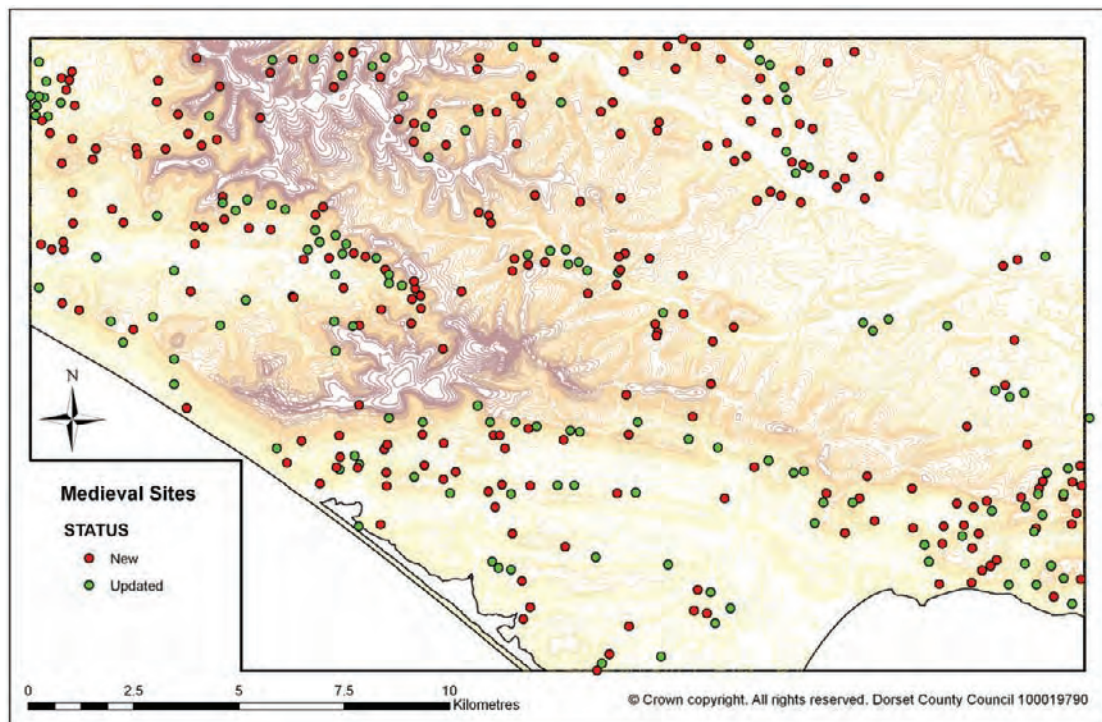 N
Medieval Sites
STATUS
New
Updated
0 2.5 5 7.5 10
Kilometres
© Crown copyright. All rights reserved. Dorset County Council 100019790